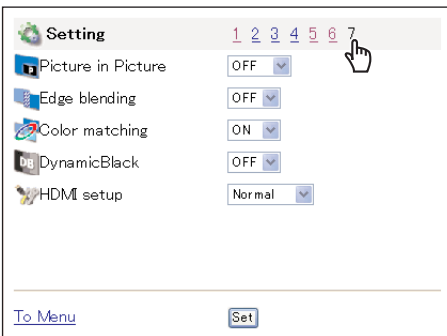 Setting 1 2 3 4 5 6 7
Picture in Picture OFF
Edge blending OFF
Color matching ON
DB DynamicBlack OFF
HDMI setup Normal
To Menu Set